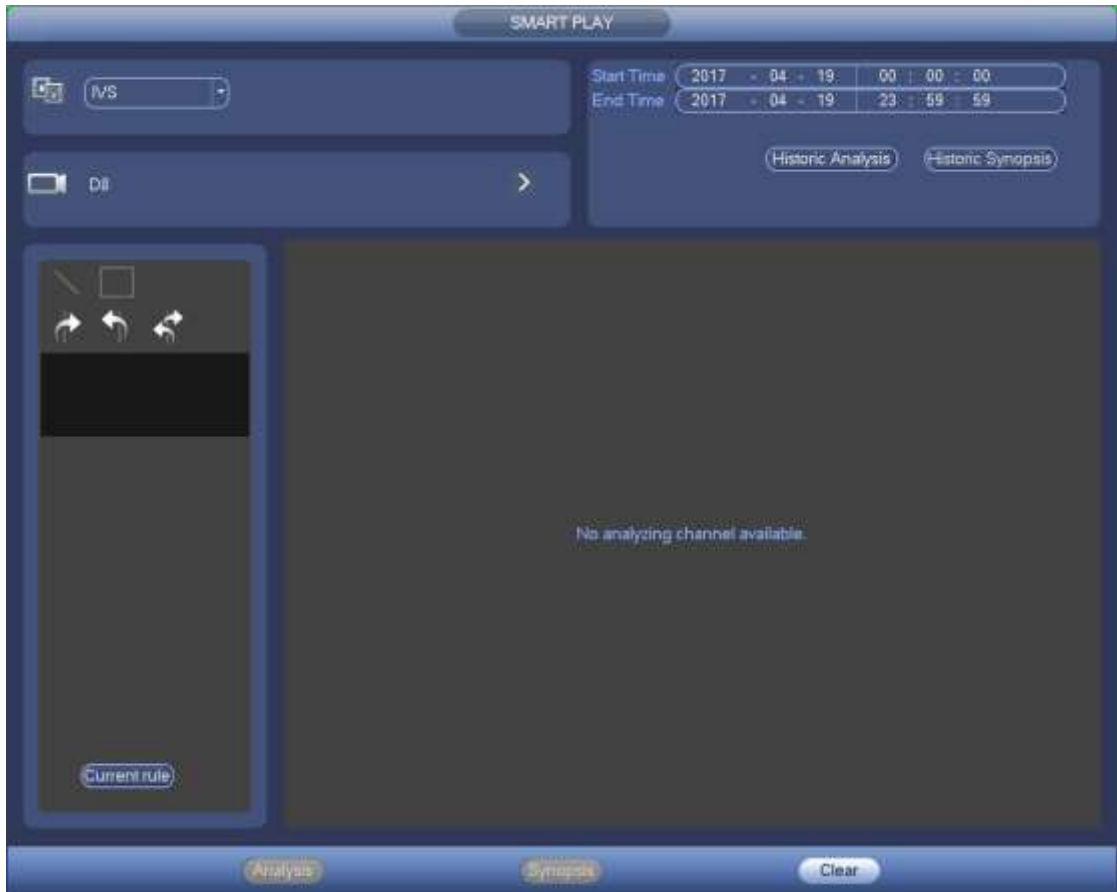 SMART PLAY
IVS
Start Time 2017 - 04 - 19 00 : 00 : 00
End Time 2017 - 04 - 19 23 : 59 : 59
Historic Analysis Historic Synopsis
No analyzing channel available.
Current rule
Analysis Synopsis Clear